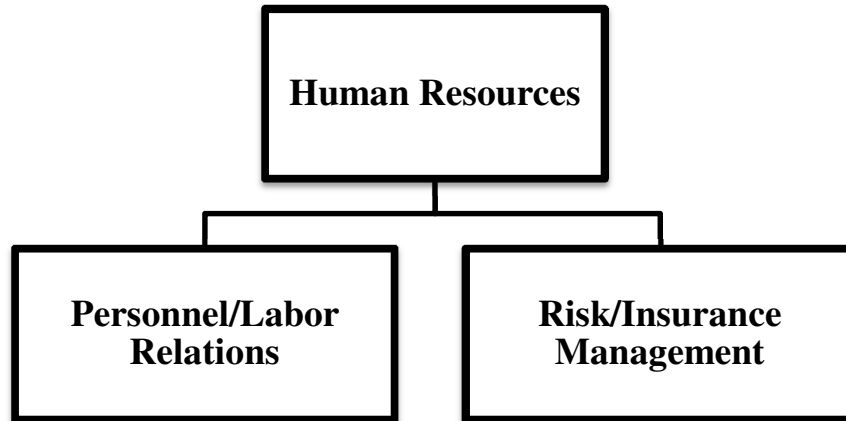 Human Resources
Personnel/Labor
Relations
Risk/Insurance
Management